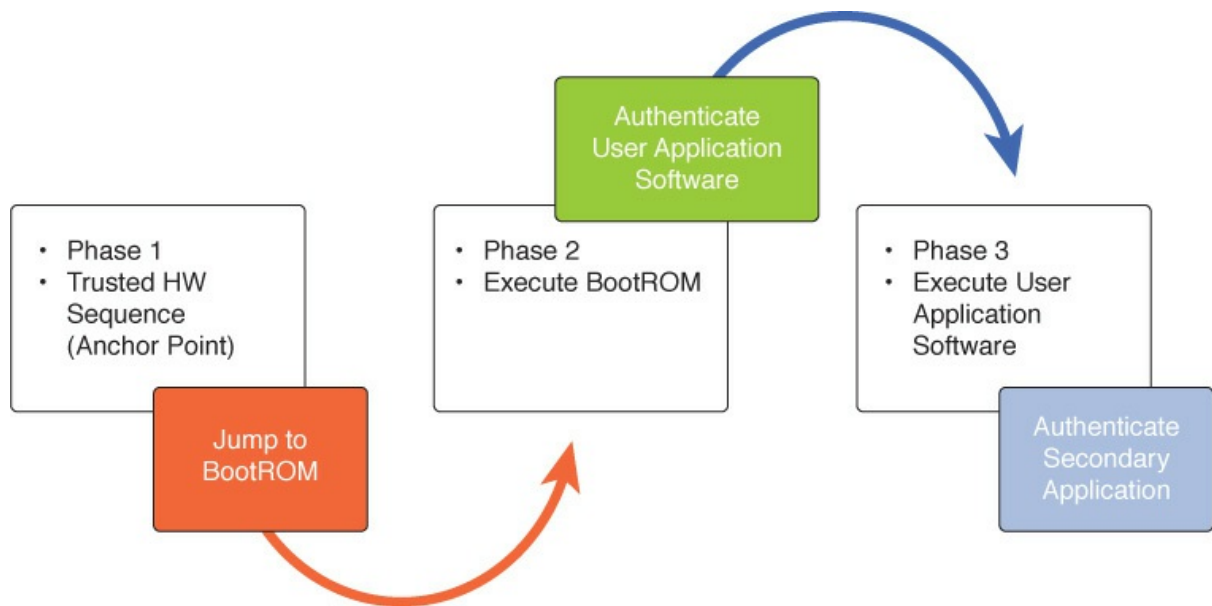 • Phase 1
• Trusted HW
Sequence
(Anchor Point)
Jump to
BootROM
• Phase 2
• Execute BootROM
Authenticate
User Application
Software
• Phase 3
• Execute User
Application
Software
Authenticate
Secondary
Application